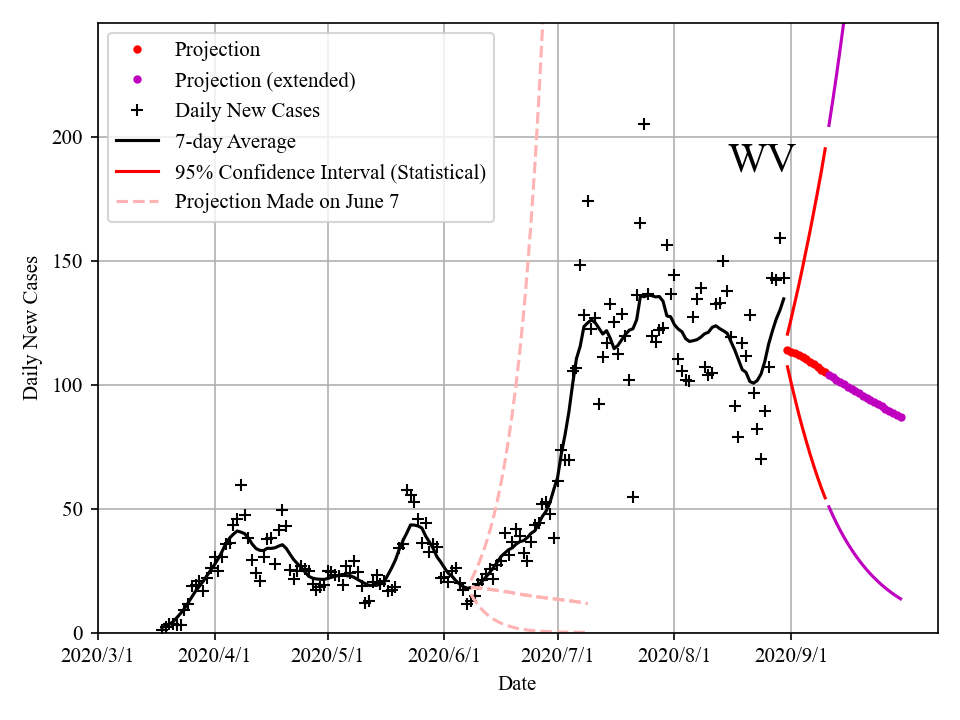 Projection
Projection (extended)
Daily New Cases
7-day Average
95% Confidence Interval (Statistical)
Projection Made on June 7
WV
200
150
100
50
0
Daily New Cases
2020/3/1 2020/4/1 2020/5/1 2020/6/1 2020/7/1 2020/8/1 2020/9/1
Date